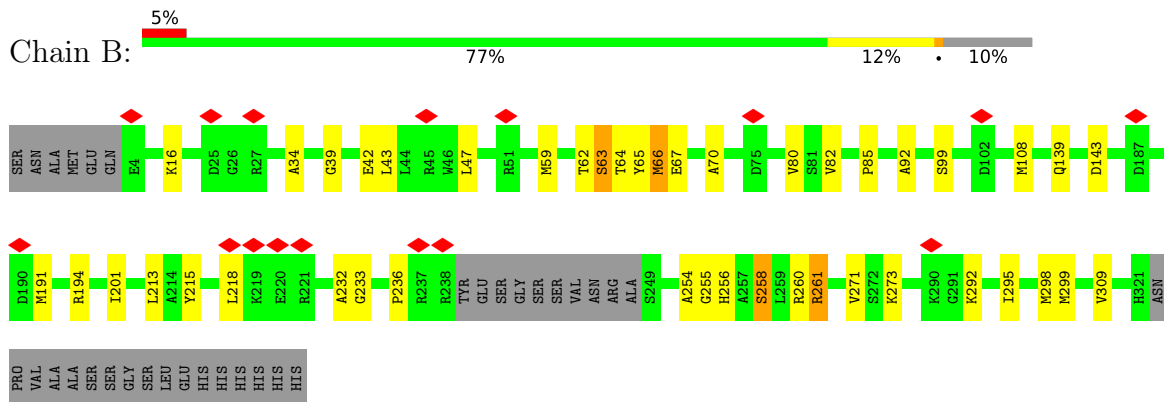 5%
Chain B:
77% 12% • 10%
SER ASN ALA MET GLU GLN E4 K16 D25 G26 R27 A34 G39 E42 L43 L44 R45 W46 L47 R51 M59 T62 S63 T64 Y65 M66 E67 A70 D75 V80 S81 V82 P85 A92 S99 D102 M108 Q139 D143 D187
D190 M191 R194 I201 L213 A214 Y215 L218 K219 E220 R221 A232 G233 P236 R237 R238 TYR GLU SER GLY SER SER VAL ASN ARG ALA S249 A254 G255 H256 A257 S258 L259 R260 R261 V271 S272 K273 K290 G291 K292 I295 M298 M299 V309 H321 ASN
PRO VAL ALA ALA SER SER GLY SER LEU GLU HIS HIS HIS HIS HIS HIS